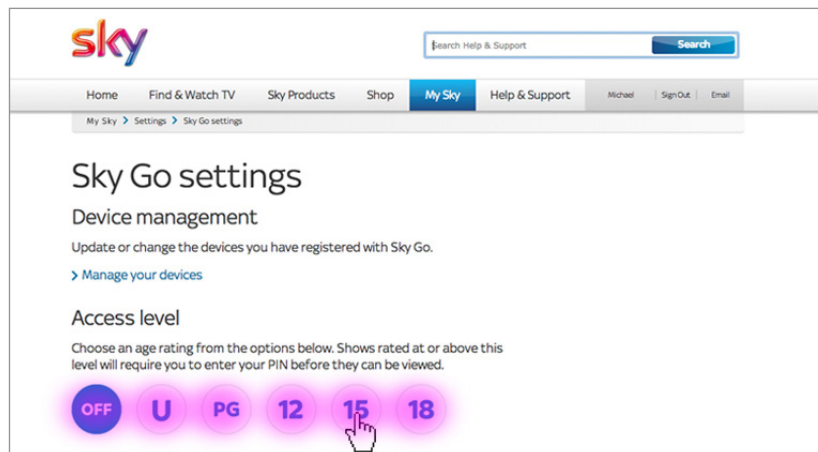 sky
Search Help & Support Search
Home Find & Watch TV Sky Products Shop My Sky Help & Support Michael Sign Out Email
My Sky > Settings > Sky Go settings
Sky Go settings
Device management
Update or change the devices you have registered with Sky Go.
> Manage your devices
Access level
Choose an age rating from the options below. Shows rated at or above this
level will require you to enter your PIN before they can be viewed.
OFF U PG 12 15 18